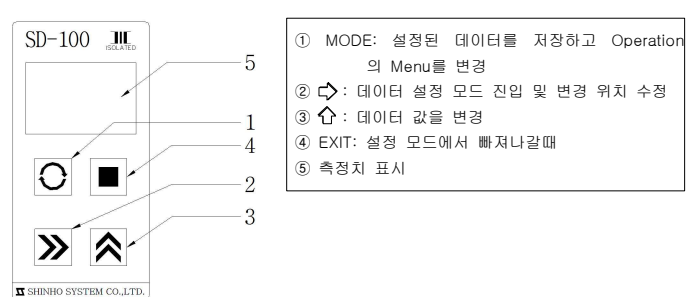 SD-100
ISOLATED
5
1
4
2
3
SHINHO SYSTEM CO.,LTD.
① MODE: 설정된 데이터를 저장하고 Operation
의 Menu를 변경
② ⇨: 데이터 설정 모드 진입 및 변경 위치 수정
③ ⇧: 데이터 값을 변경
④ EXIT: 설정 모드에서 빠져나갈때
⑤ 측정치 표시